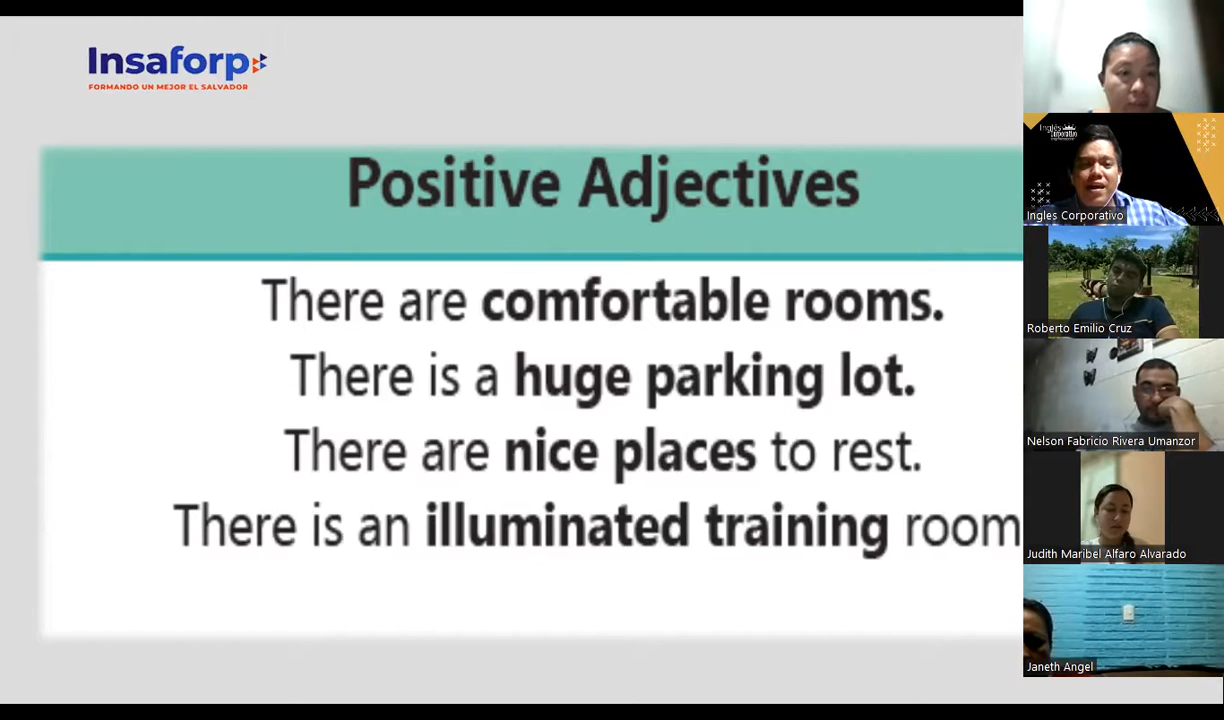 Insaforp
FORMANDO UN MEJOR EL SALVADOR
Positive Adjectives
There are comfortable rooms.
There is a huge parking lot.
There are nice places to rest.
There is an illuminated training room
Inglés
Corporativo
Ingles Corporativo
Roberto Emilio Cruz
Nelson Fabricio Rivera Umanzor
Judith Maribel Alfaro Alvarado
Janeth Angel